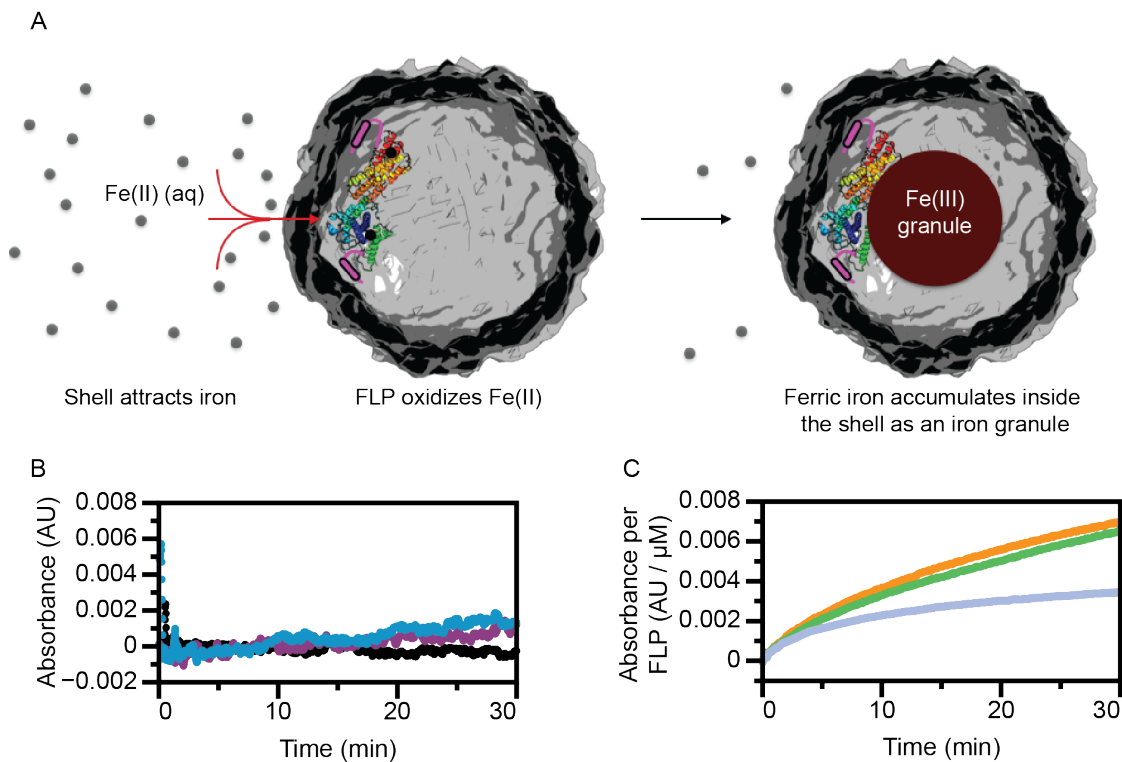 A
Fe(II) (aq)
Fe(III)
granule
Shell attracts iron
FLP oxidizes Fe(II)
Ferric iron accumulates inside
the shell as an iron granule
B
Absorbance (AU)
0.008
0.006
0.004
0.002
0
−0.002
0
10
20
30
Time (min)
C
Absorbance per
FLP (AU / µM)
0.008
0.006
0.004
0.002
0
0
10
20
30
Time (min)